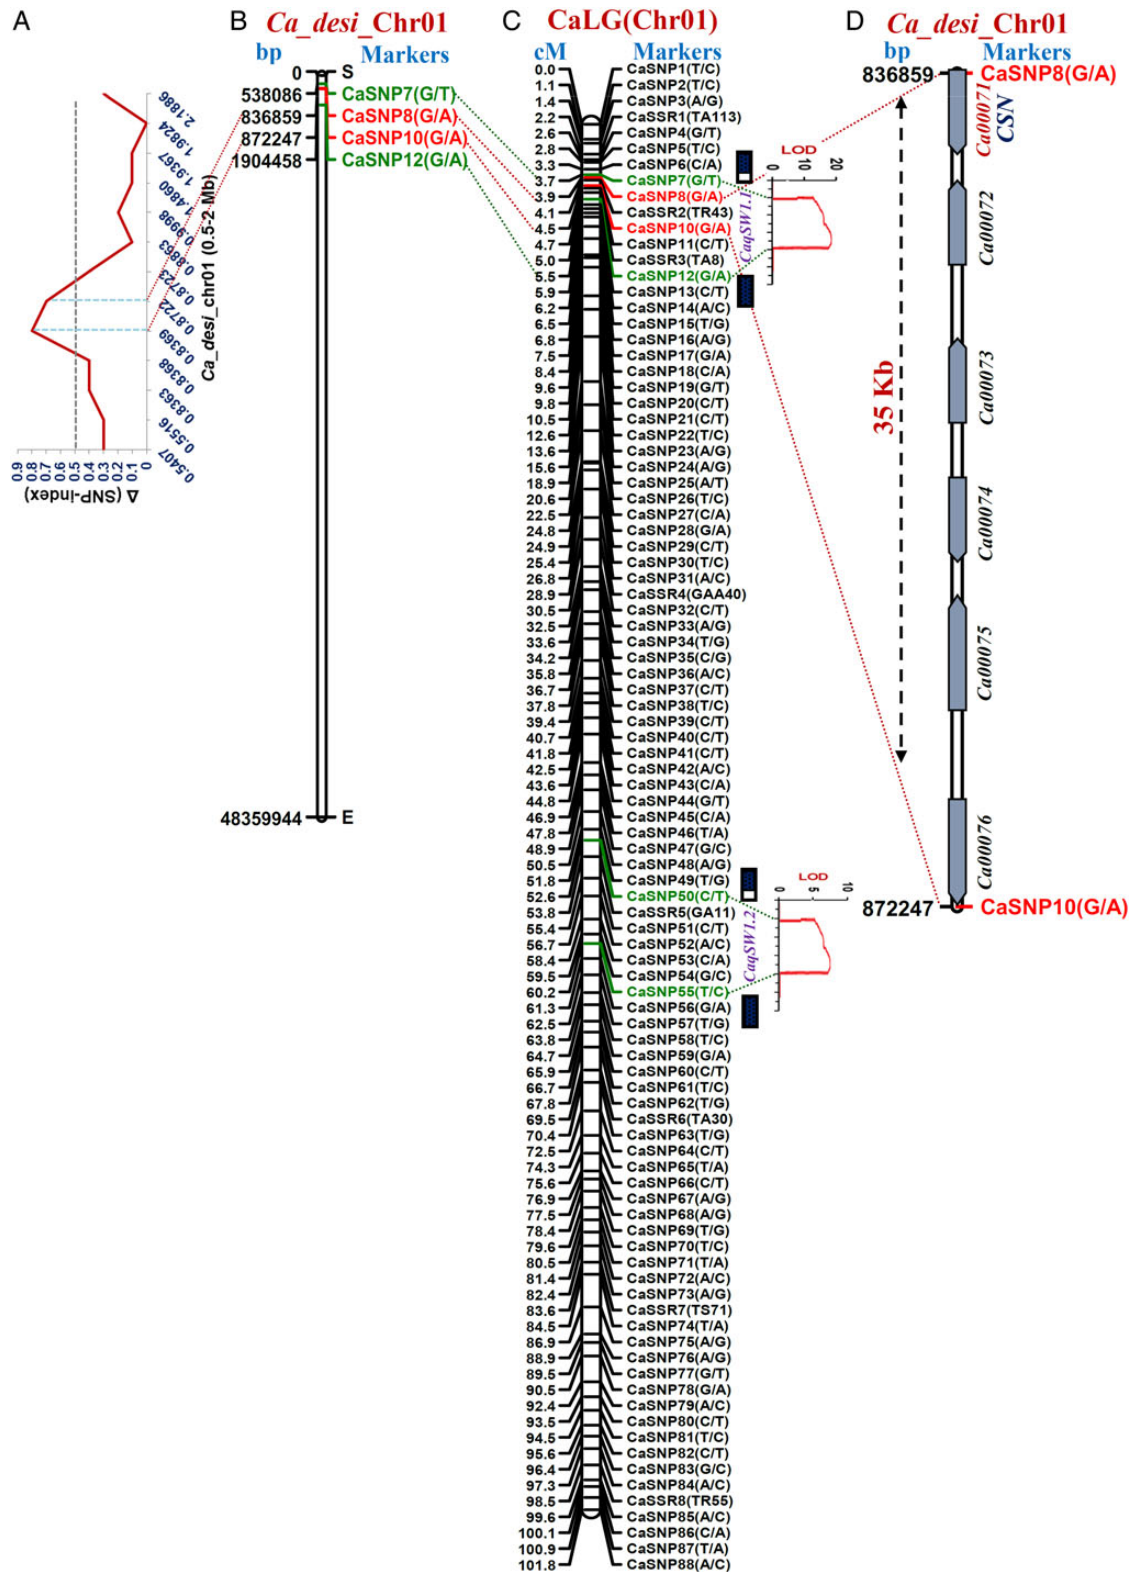 A
0.9
0.8
0.7
0.6
0.5
0.4
0.3
0.2
0.1
0
Δ (SNP-index)
0.5407
0.5516
0.8363
0.8368
0.8369
0.8722
0.8723
0.8863
0.9998
1.4860
1.9367
1.9824
2.1886
Ca_desi_chr01 (0.5-2 Mb)
B
Ca_desi_Chr01
bp Markers
0 S
538086 CaSNP7(G/T)
836859 CaSNP8(G/A)
872247 CaSNP10(G/A)
1904458 CaSNP12(G/A)
48359944 E
C
CaLG(Chr01)
cM Markers
0.0 CaSNP1(T/C)
1.1 CaSNP2(T/C)
1.4 CaSNP3(A/G)
2.2 CaSSR1(TA113)
2.6 CaSNP4(G/T)
2.8 CaSNP5(T/C)
3.3 CaSNP6(C/A)
3.7 CaSNP7(G/T)
3.9 CaSNP8(G/A)
4.1 CaSSR2(TR43)
4.5 CaSNP10(G/A)
4.7 CaSNP11(C/T)
5.0 CaSSR3(TA8)
5.5 CaSNP12(G/A)
5.9 CaSNP13(C/T)
6.2 CaSNP14(A/C)
6.5 CaSNP15(T/G)
6.8 CaSNP16(A/G)
7.5 CaSNP17(G/A)
8.4 CaSNP18(C/A)
9.6 CaSNP19(G/T)
9.8 CaSNP20(C/T)
10.5 CaSNP21(C/T)
12.6 CaSNP22(T/C)
13.6 CaSNP23(A/G)
15.6 CaSNP24(A/G)
18.9 CaSNP25(A/T)
20.6 CaSNP26(T/C)
22.5 CaSNP27(C/A)
24.8 CaSNP28(G/A)
24.9 CaSNP29(C/T)
25.4 CaSNP30(T/C)
26.8 CaSNP31(A/C)
28.9 CaSSR4(GAA40)
30.5 CaSNP32(C/T)
32.5 CaSNP33(A/G)
33.6 CaSNP34(T/G)
34.2 CaSNP35(C/G)
35.8 CaSNP36(A/C)
36.7 CaSNP37(C/T)
37.8 CaSNP38(T/C)
39.4 CaSNP39(C/T)
40.7 CaSNP40(C/T)
41.8 CaSNP41(C/T)
42.5 CaSNP42(A/C)
43.6 CaSNP43(C/A)
44.8 CaSNP44(G/T)
46.9 CaSNP45(C/A)
47.8 CaSNP46(T/A)
48.9 CaSNP47(G/C)
50.5 CaSNP48(A/G)
51.8 CaSNP49(T/G)
52.6 CaSNP50(C/T)
53.8 CaSSR5(GA11)
55.4 CaSNP51(C/T)
56.7 CaSNP52(A/C)
58.4 CaSNP53(C/A)
59.5 CaSNP54(G/C)
60.2 CaSNP55(T/C)
61.3 CaSNP56(G/A)
62.5 CaSNP57(T/G)
63.8 CaSNP58(T/C)
64.7 CaSNP59(G/A)
65.9 CaSNP60(C/T)
66.7 CaSNP61(T/C)
67.8 CaSNP62(T/G)
69.5 CaSSR6(TA30)
70.4 CaSNP63(T/G)
72.5 CaSNP64(C/T)
74.3 CaSNP65(T/A)
75.6 CaSNP66(C/T)
76.9 CaSNP67(A/G)
77.5 CaSNP68(A/G)
78.4 CaSNP69(T/G)
79.6 CaSNP70(T/C)
80.5 CaSNP71(T/A)
81.4 CaSNP72(A/C)
82.4 CaSNP73(A/G)
83.6 CaSSR7(TS71)
84.5 CaSNP74(T/A)
86.9 CaSNP75(A/G)
88.9 CaSNP76(A/G)
89.5 CaSNP77(G/T)
90.5 CaSNP78(G/A)
92.4 CaSNP79(A/C)
93.5 CaSNP80(C/T)
94.5 CaSNP81(T/C)
95.6 CaSNP82(C/T)
96.4 CaSNP83(G/C)
97.3 CaSNP84(A/C)
98.5 CaSSR8(TR55)
99.6 CaSNP85(A/C)
100.1 CaSNP86(C/A)
100.9 CaSNP87(T/A)
101.8 CaSNP88(A/C)
CaqSW1.1
LOD
0 10 20
CaqSW1.2
LOD
0 5 10
D
Ca_desi_Chr01
bp Markers
836859 CaSNP8(G/A)
Ca00071
CSN
Ca00072
Ca00073
Ca00074
Ca00075
Ca00076
35 Kb
872247 CaSNP10(G/A)